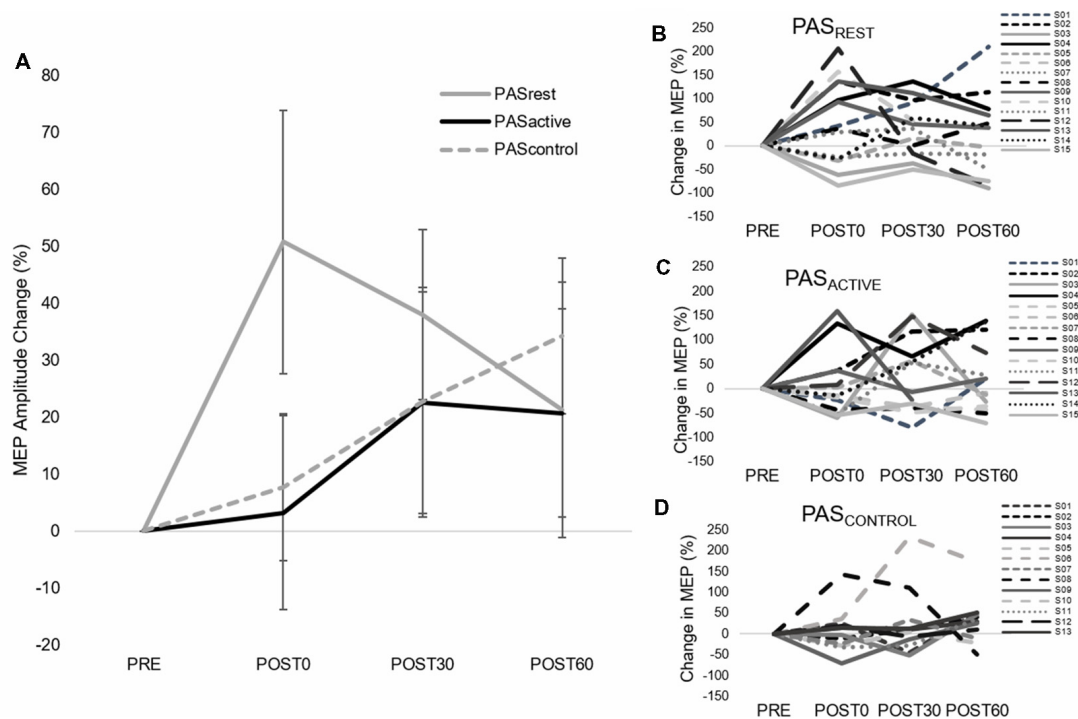 A
MEP Amplitude Change (%)
80
70
60
50
40
30
20
10
0
-10
-20
PRE POST0 POST30 POST60
PASrest
PASactive
PAScontrol
B
PASREST
Change in MEP (%)
250
200
150
100
50
0
-50
-100
-150
PRE POST0 POST30 POST60
S01
S02
S03
S04
S05
S06
S07
S08
S09
S10
S11
S12
S13
S14
S15
C
PASACTIVE
Change in MEP (%)
250
200
150
100
50
0
-50
-100
-150
PRE POST0 POST30 POST60
S01
S02
S03
S04
S05
S06
S07
S08
S09
S10
S11
S12
S13
S14
S15
D
PASCONTROL
Change in MEP (%)
250
200
150
100
50
0
-50
-100
-150
PRE POST0 POST30 POST60
S01
S02
S03
S04
S05
S06
S07
S08
S09
S10
S11
S12
S13